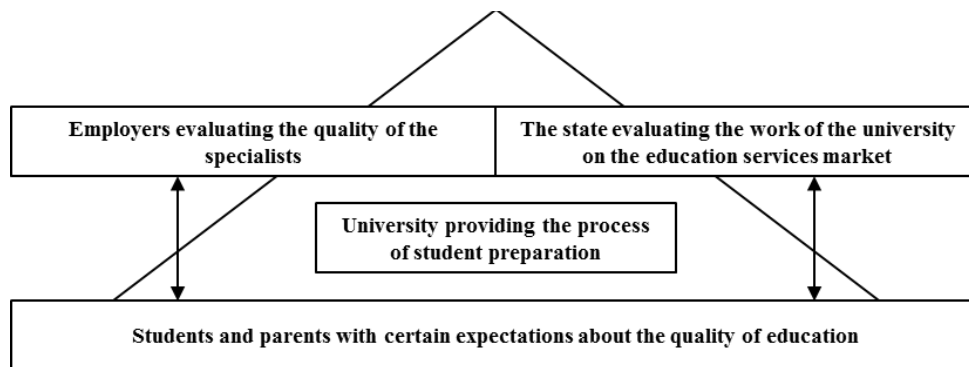 Employers evaluating the quality of the
specialists
The state evaluating the work of the university
on the education services market
University providing the process
of student preparation
Students and parents with certain expectations about the quality of education